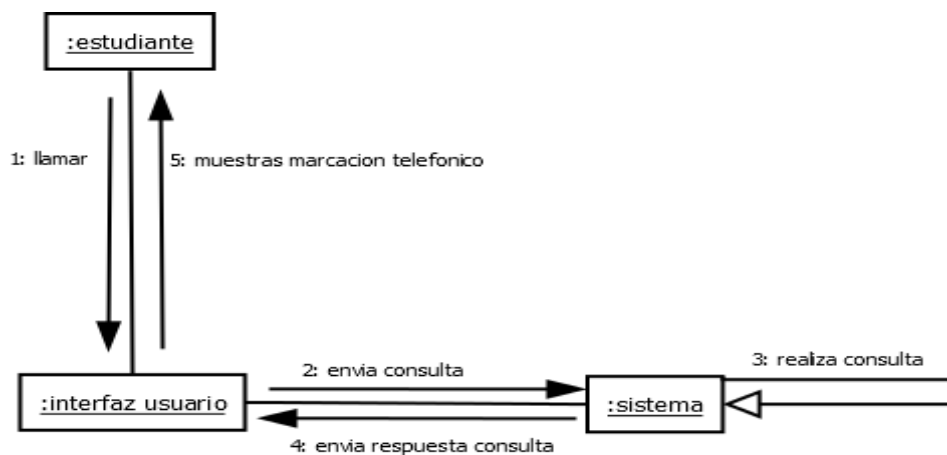 :estudiante
1: llamar
5: muestras marcacion telefonico
2: envia consulta
3: realiza consulta
:interfaz usuario
:sistema
4: envia respuesta consulta